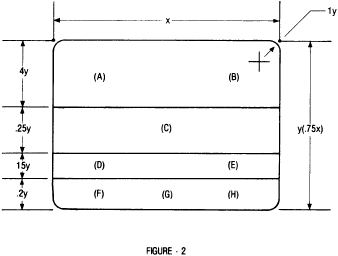 x
1y
4y
(A) (B)
(C)
.25y
y(.75x)
15y
(D) (E)
.2y
(F) (G) (H)
FIGURE - 2